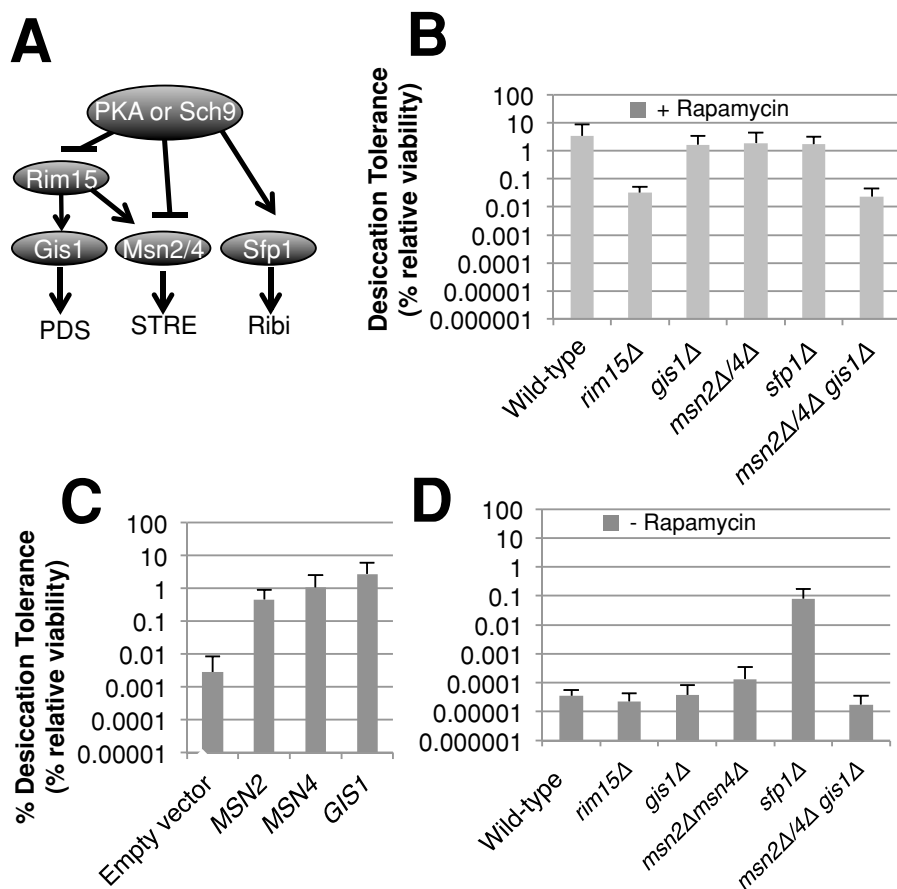 A
PKA or Sch9
Rim15
Gis1
Msn2/4
Sfp1
PDS
STRE
Ribi
B
Desiccation Tolerance
(% relative viability)
+ Rapamycin
100
10
1
0.1
0.01
0.001
0.0001
0.00001
0.000001
Wild-type
rim15Δ
gis1Δ
msn2Δ/4Δ
sfp1Δ
msn2Δ/4Δ gis1Δ
C
% Desiccation Tolerance
(% relative viability)
100
10
1
0.1
0.01
0.001
0.0001
0.00001
Empty vector
MSN2
MSN4
GIS1
D
- Rapamycin
100
10
1
0.1
0.01
0.001
0.0001
0.00001
0.000001
Wild-type
rim15Δ
gis1Δ
msn2Δmsn4Δ
sfp1Δ
msn2Δ/4Δ gis1Δ